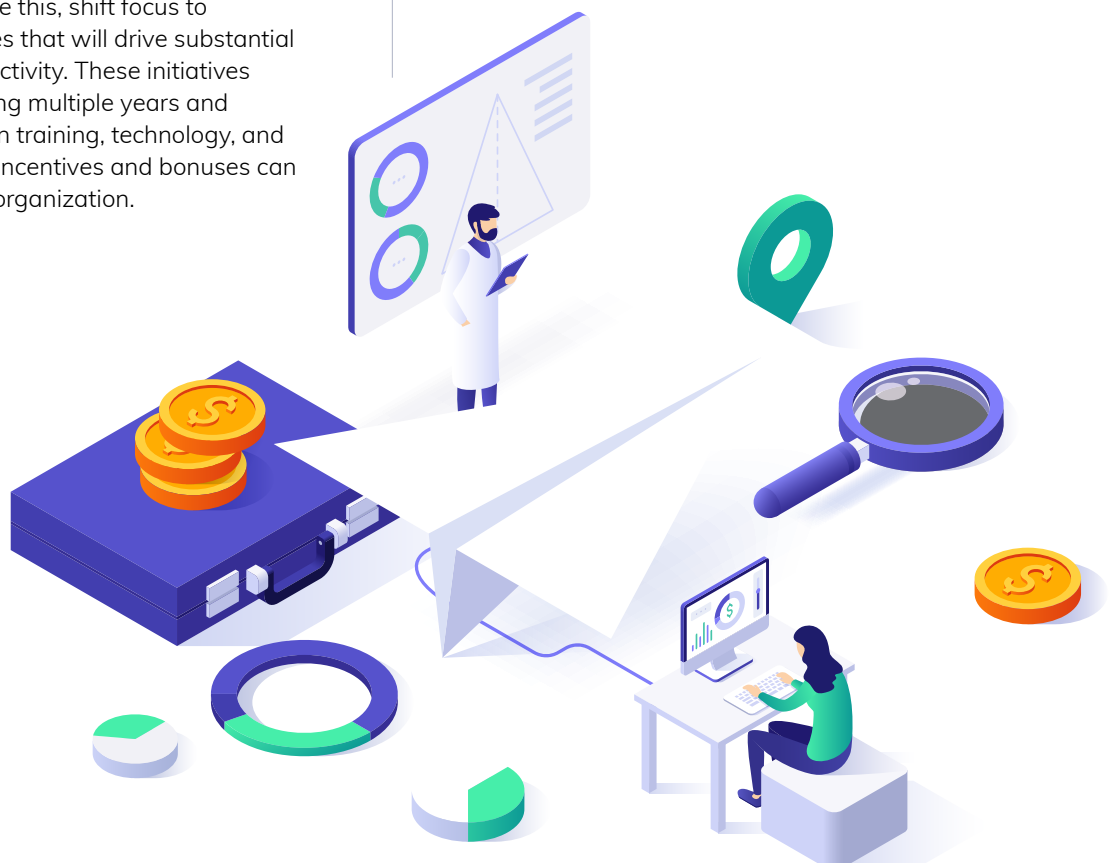 e this, shift focus to
es that will drive substantial
ctivity. These initiatives
ng multiple years and
n training, technology, and
ncentives and bonuses can
organization.
$
$
$